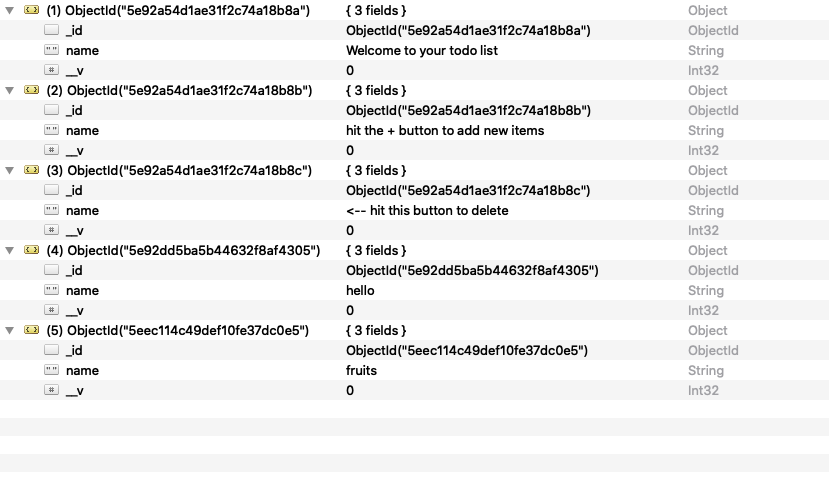 (1) ObjectId("5e92a54d1ae31f2c74a18b8a") { 3 fields } Object
_id ObjectId("5e92a54d1ae31f2c74a18b8a") ObjectId
"" name Welcome to your todo list String
# __v 0 Int32
(2) ObjectId("5e92a54d1ae31f2c74a18b8b") { 3 fields } Object
_id ObjectId("5e92a54d1ae31f2c74a18b8b") ObjectId
"" name hit the + button to add new items String
# __v 0 Int32
(3) ObjectId("5e92a54d1ae31f2c74a18b8c") { 3 fields } Object
_id ObjectId("5e92a54d1ae31f2c74a18b8c") ObjectId
"" name <-- hit this button to delete String
# __v 0 Int32
(4) ObjectId("5e92dd5ba5b44632f8af4305") { 3 fields } Object
_id ObjectId("5e92dd5ba5b44632f8af4305") ObjectId
"" name hello String
# __v 0 Int32
(5) ObjectId("5eec114c49def10fe37dc0e5") { 3 fields } Object
_id ObjectId("5eec114c49def10fe37dc0e5") ObjectId
"" name fruits String
# __v 0 Int32